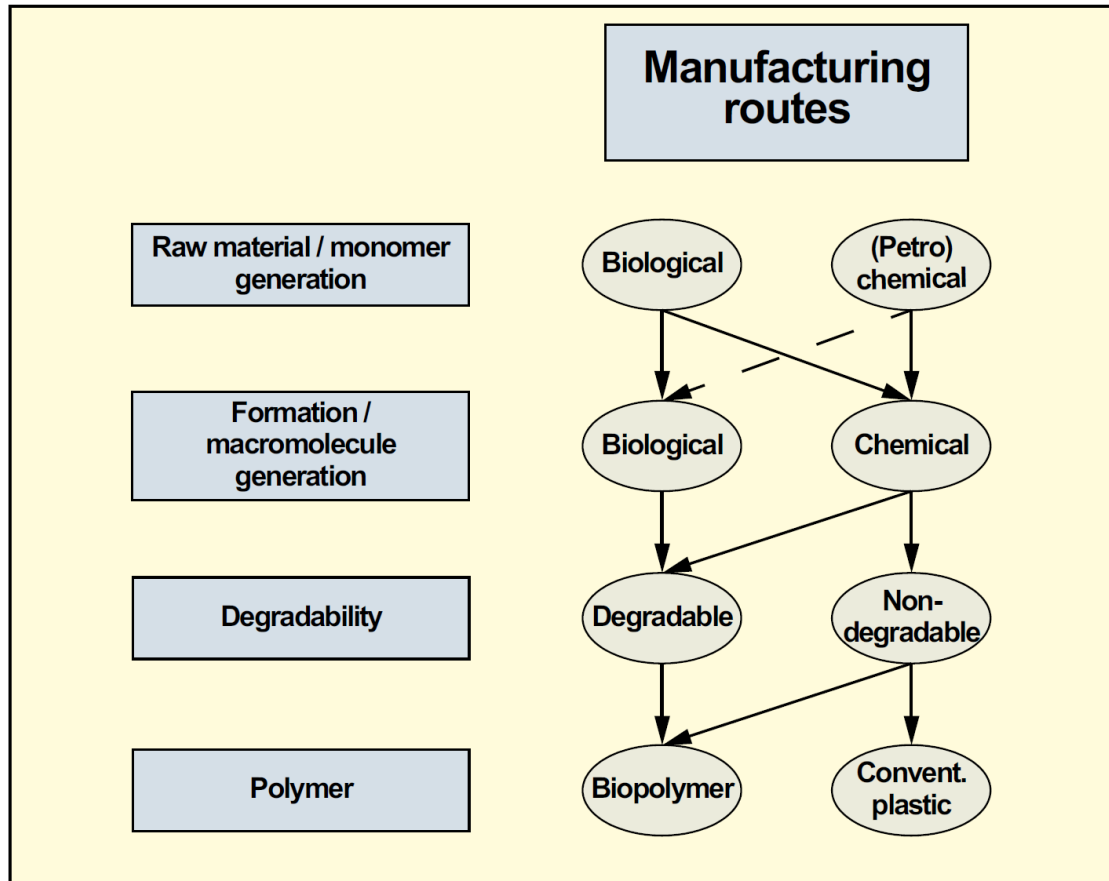 Manufacturing
routes
Raw material / monomer
generation
Biological
(Petro)
chemical
Formation /
macromolecule
generation
Biological
Chemical
Degradability
Degradable
Non-
degradable
Polymer
Biopolymer
Convent.
plastic